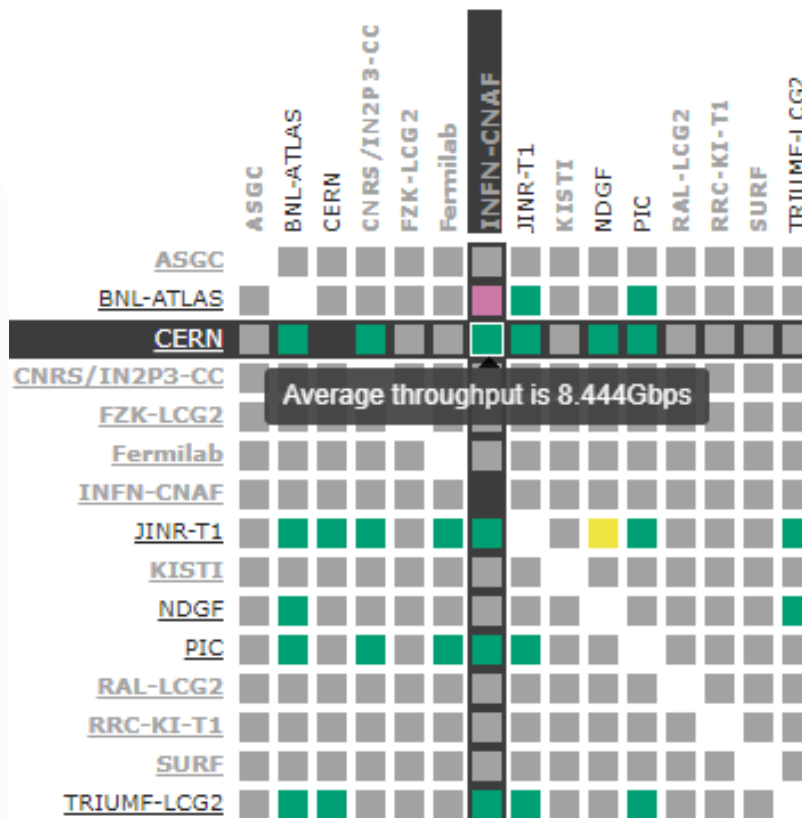 ASGC
BNL-ATLAS
CERN
CNRS/IN2P3-CC
FZK-LCG2
Fermilab
INFN-CNAF
JINR-T1
KISTI
NDGF
PIC
RAL-LCG2
RRC-KI-T1
SURF
TRIUMF-LCG2
ASGC
BNL-ATLAS
CERN
CNRS/IN2P3-CC
Average throughput is 8.444Gbps
FZK-LCG2
Fermilab
INFN-CNAF
JINR-T1
KISTI
NDGF
PIC
RAL-LCG2
RRC-KI-T1
SURF
TRIUMF-LCG2